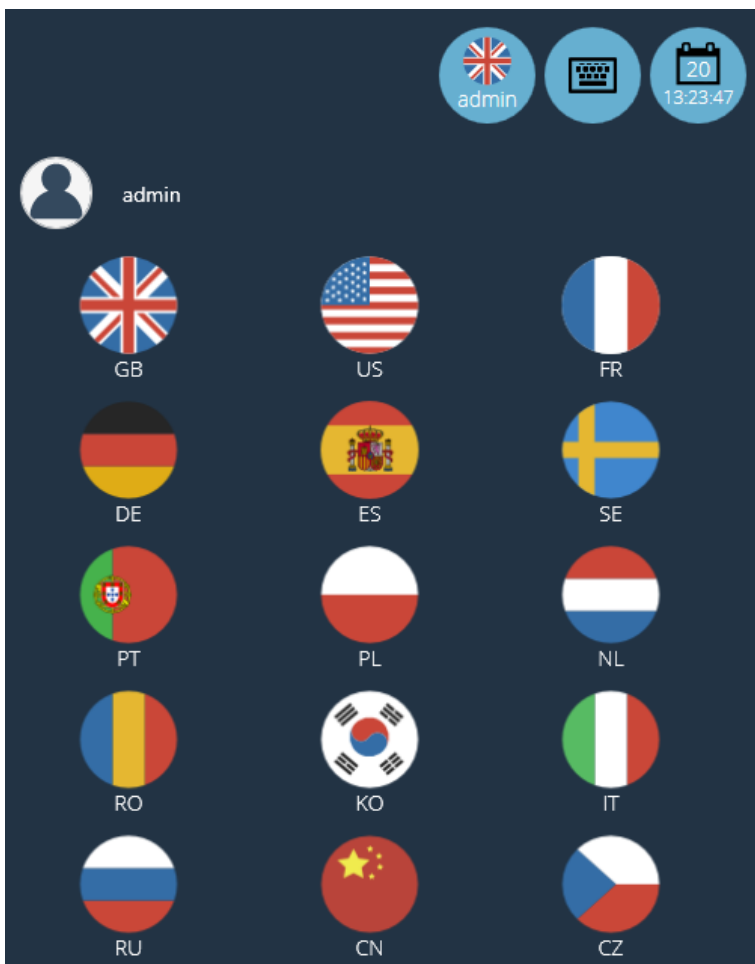 20
admin
13:23:47
admin
GB
US
FR
DE
ES
SE
PT
PL
NL
RO
KO
IT
RU
CN
CZ